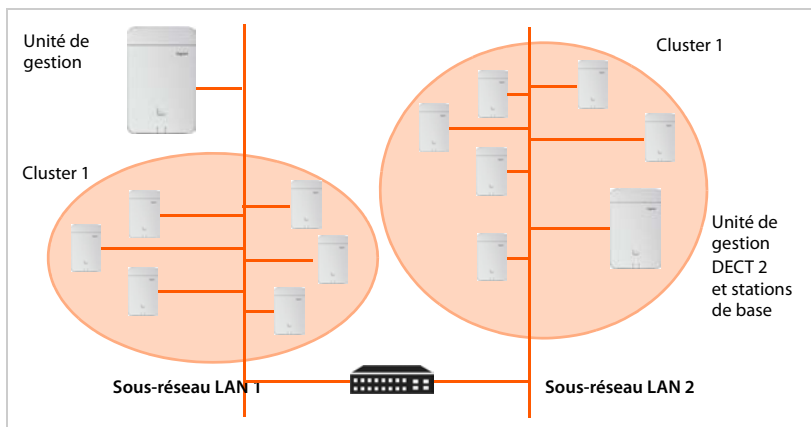 Unité de
gestion
Cluster 1
Cluster 1
Unité de
gestion
DECT 2
et stations
de base
Sous-réseau LAN 1
Sous-réseau LAN 2